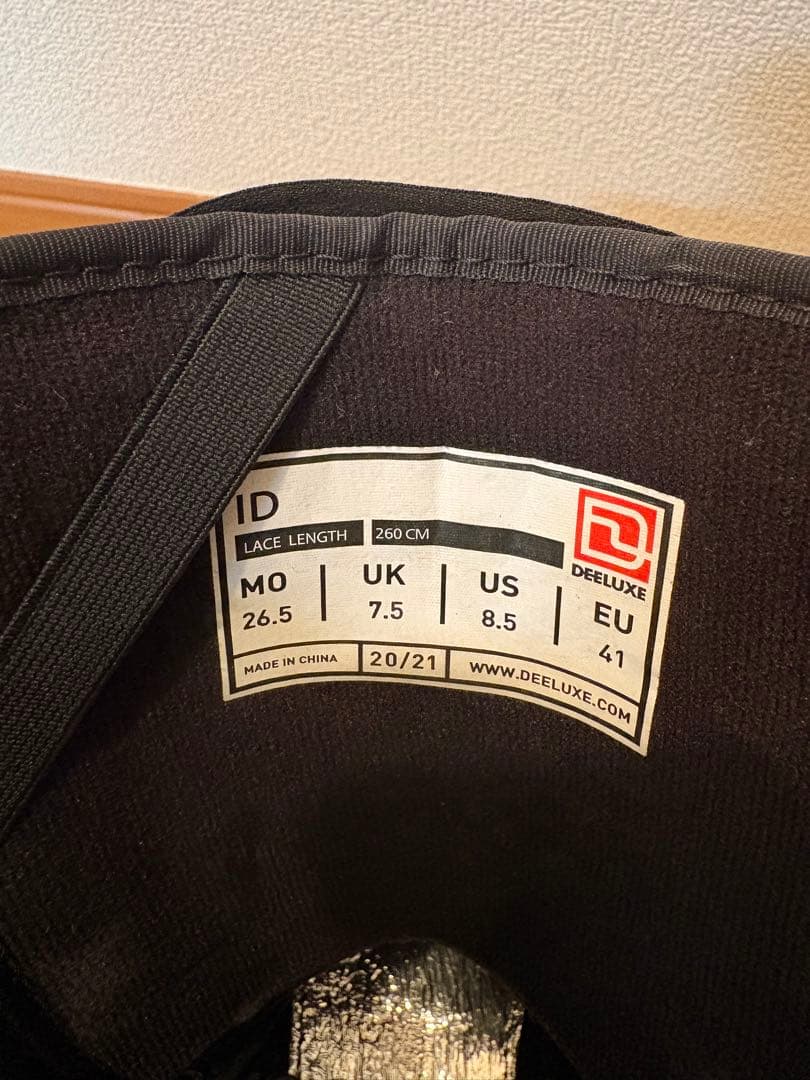 ID
LACE LENGTH 260 CM
DEELUXE
MO UK US EU
26.5 7.5 8.5 41
MADE IN CHINA 20/21 WWW.DEELUXE.COM